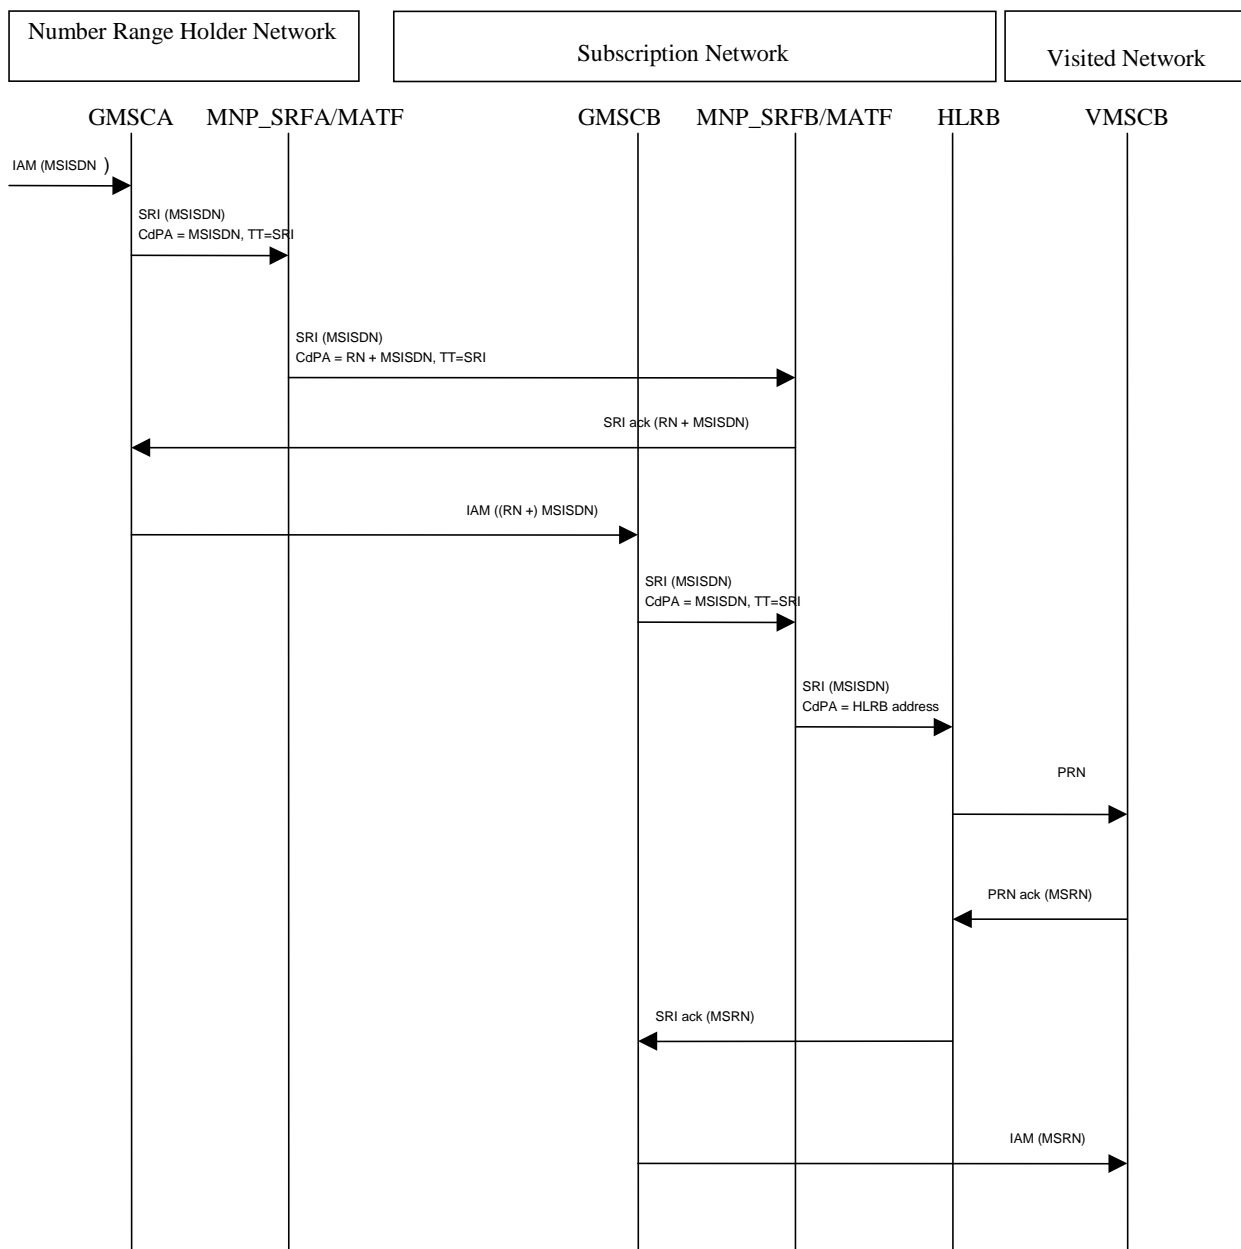 Number Range Holder Network
Subscription Network
Visited Network
GMSCA
MNP_SRFA/MATF
GMSCB
MNP_SRFB/MATF
HLRB
VMSCB
IAM (MSISDN )
SRI (MSISDN)
CdPA = MSISDN, TT=SRI
SRI (MSISDN)
CdPA = RN + MSISDN, TT=SRI
SRI ack (RN + MSISDN)
IAM ((RN +) MSISDN)
SRI (MSISDN)
CdPA = MSISDN, TT=SRI
SRI (MSISDN)
CdPA = HLRB address
PRN
PRN ack (MSRN)
SRI ack (MSRN)
IAM (MSRN)